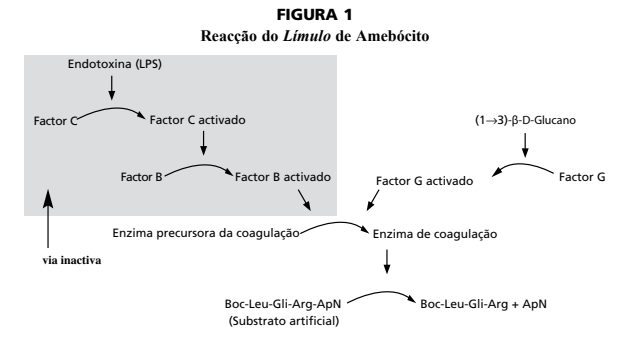 FIGURA 1
Reacção do Límulo de Amebócito
Endotoxina (LPS)
Factor C
Factor C activado
(1→3)-β-D-Glucano
Factor B
Factor B activado
Factor G activado
Factor G
Enzima precursora da coagulação
Enzima de coagulação
via inactiva
Boc-Leu-Gli-Arg-ApN
Boc-Leu-Gli-Arg + ApN
(Substrato artificial)